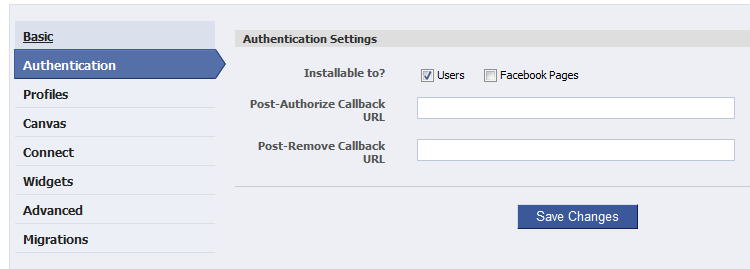 Basic
Authentication
Profiles
Canvas
Connect
Widgets
Advanced
Migrations
Authentication Settings
Installable to? Users Facebook Pages
Post-Authorize Callback
URL
Post-Remove Callback
URL
Save Changes